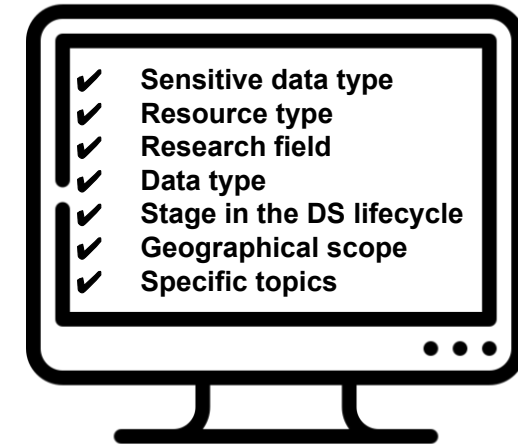 ✔ Sensitive data type
✔ Resource type
✔ Research field
✔ Data type
✔ Stage in the DS lifecycle
✔ Geographical scope
✔ Specific topics